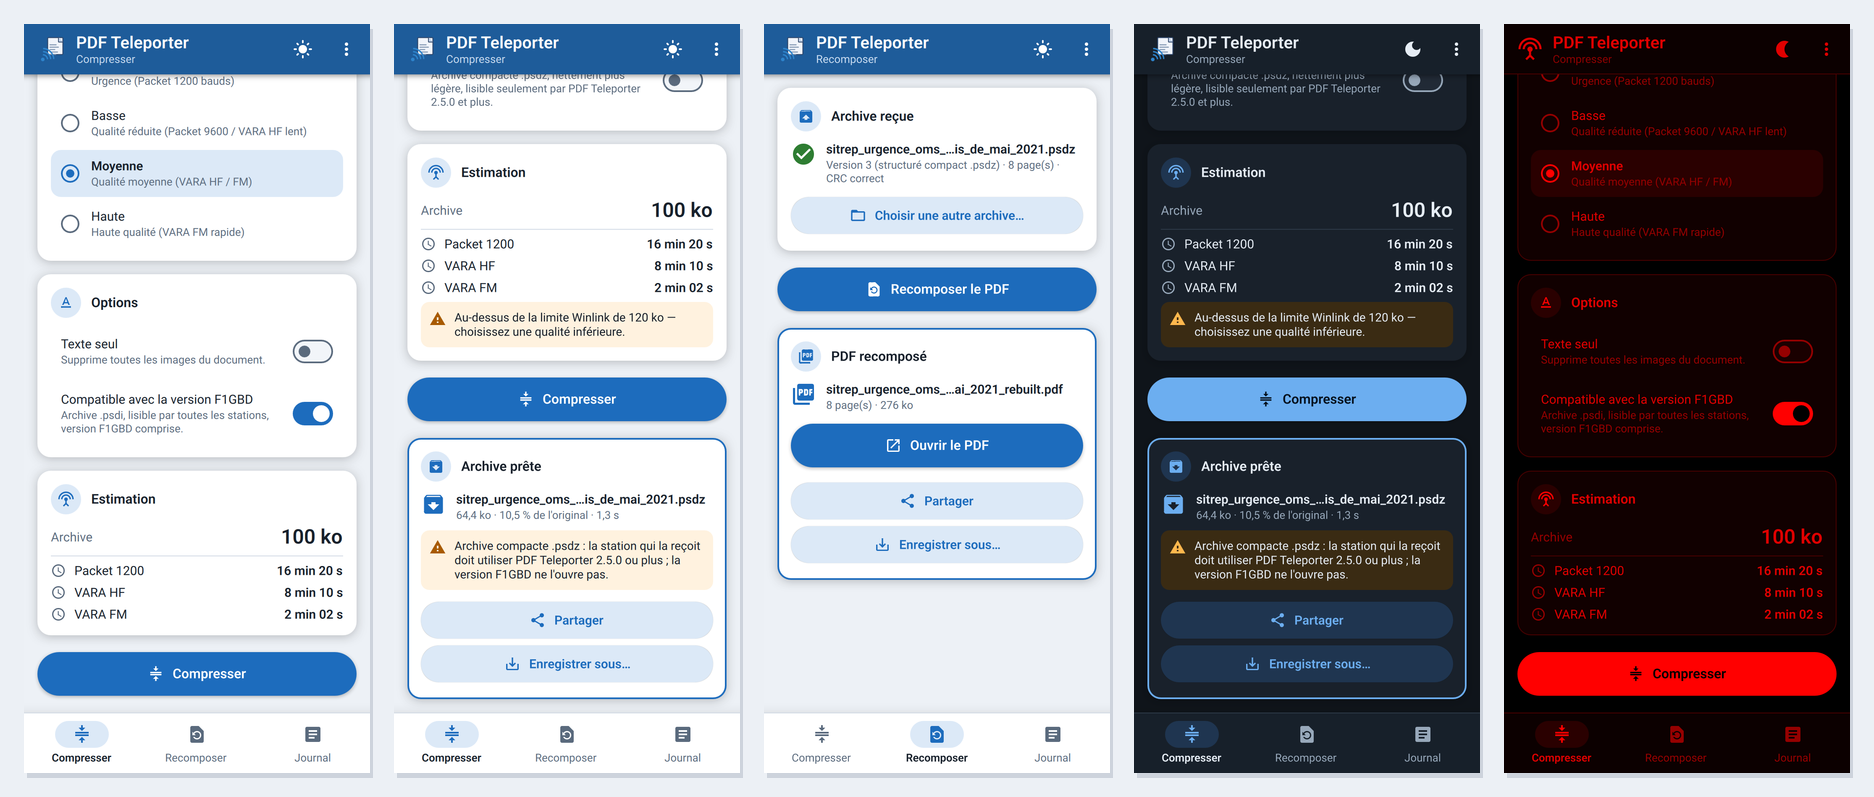 PDF Teleporter
Compresser
Urgence (Packet 1200 bauds)
Basse
Qualité réduite (Packet 9600 / VARA HF lent)
Moyenne
Qualité moyenne (VARA HF / FM)
Haute
Haute qualité (VARA FM rapide)
Options
Texte seul
Supprime toutes les images du document.
Compatible avec la version F1GBD
Archive .psdi, lisible par toutes les stations,
version F1GBD comprise.
Estimation
Archive 100 ko
Packet 1200 16 min 20 s
VARA HF 8 min 10 s
VARA FM 2 min 02 s
Compresser
Compresser Recomposer Journal
PDF Teleporter
Compresser
Archive compacte .psdz, nettement plus
légère, lisible seulement par PDF Teleporter
2.5.0 et plus.
Estimation
Archive 100 ko
Packet 1200 16 min 20 s
VARA HF 8 min 10 s
VARA FM 2 min 02 s
Au-dessus de la limite Winlink de 120 ko —
choisissez une qualité inférieure.
Compresser
Archive prête
sitrep_urgence_oms_...is_de_mai_2021.psdz
64,4 ko · 10,5 % de l'original · 1,3 s
Archive compacte .psdz : la station qui la reçoit
doit utiliser PDF Teleporter 2.5.0 ou plus ; la
version F1GBD ne l'ouvre pas.
Partager
Enregistrer sous...
Compresser Recomposer Journal
PDF Teleporter
Recomposer
Archive reçue
sitrep_urgence_oms_...is_de_mai_2021.psdz
Version 3 (structuré compact .psdz) · 8 page(s) ·
CRC correct
Choisir une autre archive...
Recomposer le PDF
PDF recomposé
PDF sitrep_urgence_oms_...ai_2021_rebuilt.pdf
8 page(s) · 276 ko
Ouvrir le PDF
Partager
Enregistrer sous...
Compresser Recomposer Journal
PDF Teleporter
Compresser
Archive compacte .psdz, nettement plus
légère, lisible seulement par PDF Teleporter
2.5.0 et plus.
Estimation
Archive 100 ko
Packet 1200 16 min 20 s
VARA HF 8 min 10 s
VARA FM 2 min 02 s
Au-dessus de la limite Winlink de 120 ko —
choisissez une qualité inférieure.
Compresser
Archive prête
sitrep_urgence_oms_...is_de_mai_2021.psdz
64,4 ko · 10,5 % de l'original · 1,3 s
Archive compacte .psdz : la station qui la reçoit
doit utiliser PDF Teleporter 2.5.0 ou plus ; la
version F1GBD ne l'ouvre pas.
Partager
Enregistrer sous...
Compresser Recomposer Journal
PDF Teleporter
Compresser
Urgence (Packet 1200 bauds)
Basse
Qualité réduite (Packet 9600 / VARA HF lent)
Moyenne
Qualité moyenne (VARA HF / FM)
Haute
Haute qualité (VARA FM rapide)
Options
Texte seul
Supprime toutes les images du document.
Compatible avec la version F1GBD
Archive .psdi, lisible par toutes les stations,
version F1GBD comprise.
Estimation
Archive 100 ko
Packet 1200 16 min 20 s
VARA HF 8 min 10 s
VARA FM 2 min 02 s
Compresser
Compresser Recomposer Journal